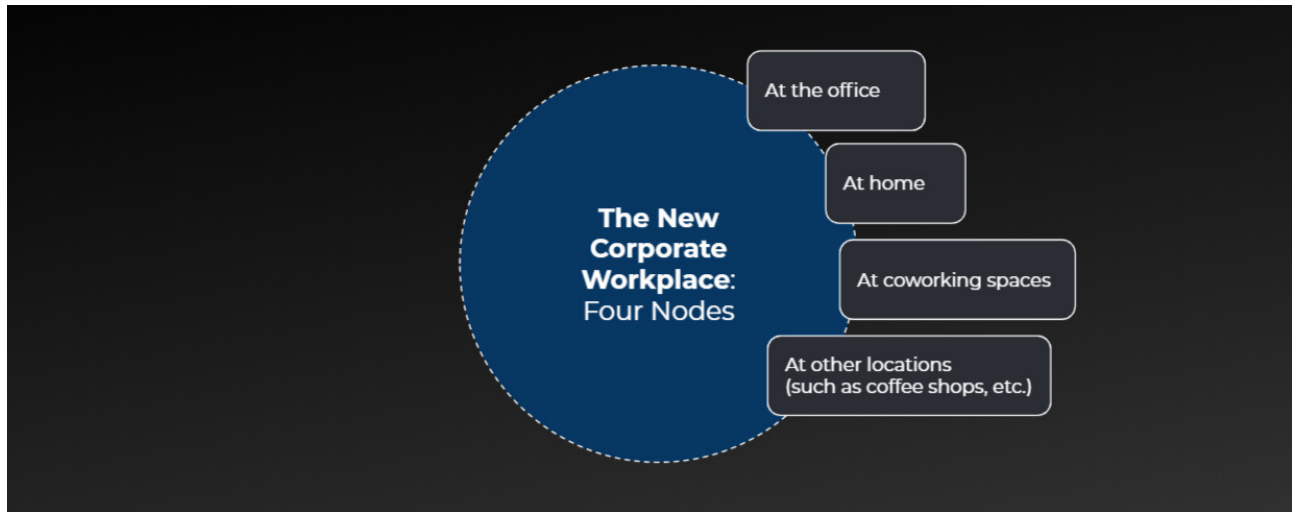 The New
Corporate
Workplace:
Four Nodes
At the office
At home
At coworking spaces
At other locations
(such as coffee shops, etc.)